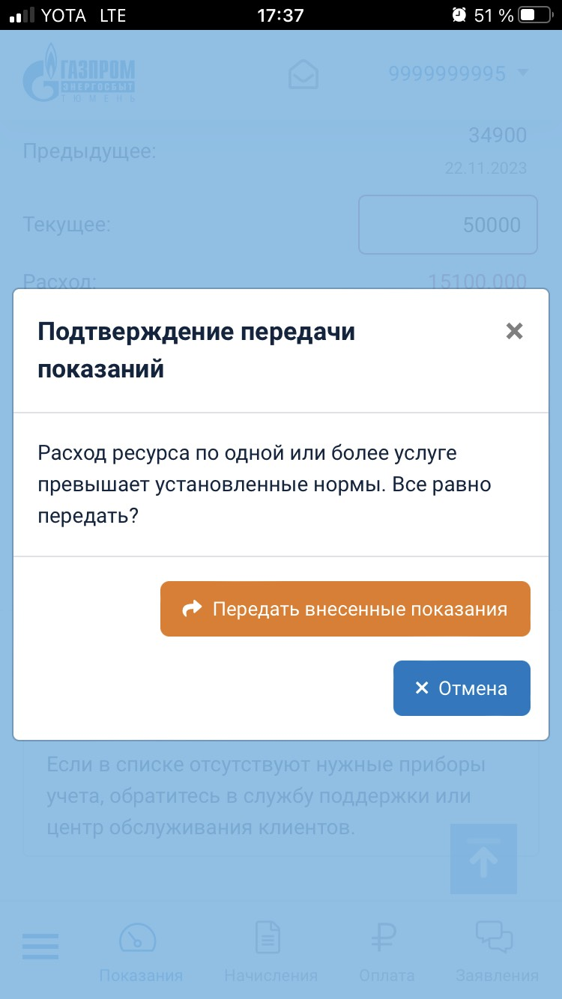 YOTA LTE 17:37 51 %
ГАЗПРОМ
ЭНЕРГОСБЫТ
ТЮМЕНЬ
9999999995
34900
Предыдущее:
22.11.2023
Текущее: 50000
Расход: 15100.000
Подтверждение передачи
показаний
Расход ресурса по одной или более услуге
превышает установленные нормы. Все равно
передать?
Передать внесенные показания
Отмена
Если в списке отсутствуют нужные приборы
учета, обратитесь в службу поддержки или
центр обслуживания клиентов.
Показания Начисления Оплата Заявления